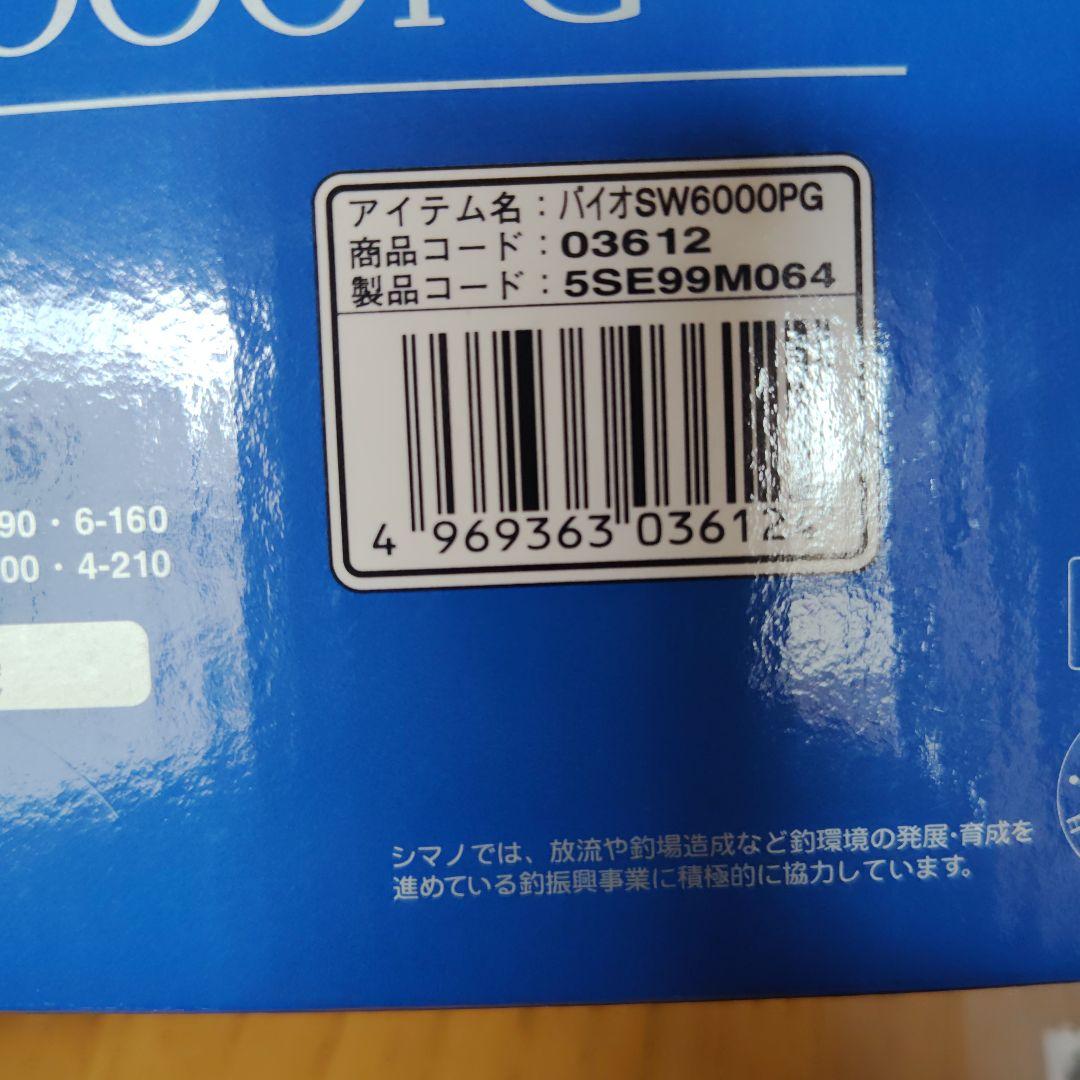 000PG
アイテム名：バイオSW6000PG
商品コード：03612
製品コード：5SE99M064
4 969363 036124
90・6-160
00・4-210
シマノでは、放流や釣場造成など釣環境の発展・育成を
進めている釣振興事業に積極的に協力しています。